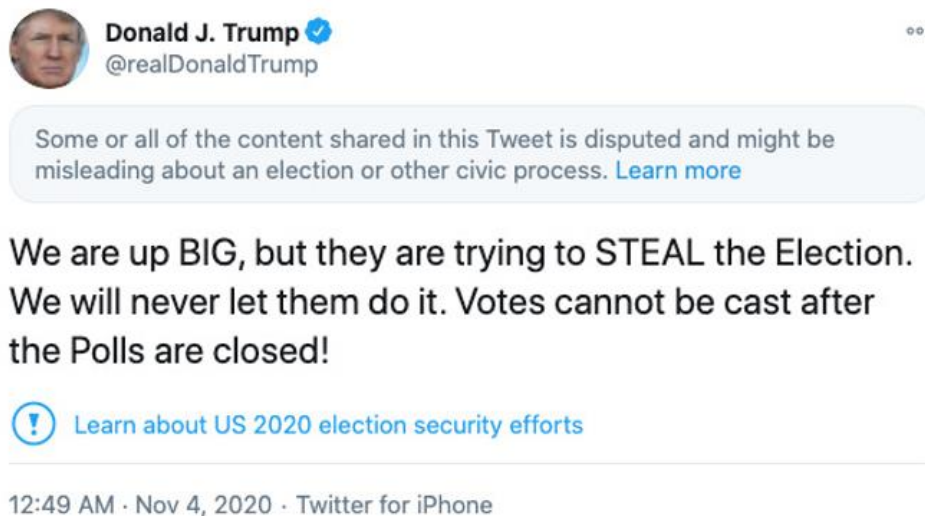 Donald J. Trump
@realDonaldTrump
Some or all of the content shared in this Tweet is disputed and might be
misleading about an election or other civic process. Learn more
We are up BIG, but they are trying to STEAL the Election.
We will never let them do it. Votes cannot be cast after
the Polls are closed!
Learn about US 2020 election security efforts
12:49 AM · Nov 4, 2020 · Twitter for iPhone